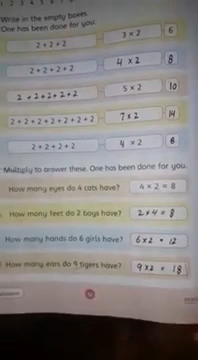 Write in the empty boxes.
One has been done for you.
2 + 2 + 2 3 × 2 6
2 + 2 + 2 + 2 4 x 2 8
2 + 2 + 2 + 2 + 2 5 × 2 10
2 + 2 + 2 + 2 + 2 + 2 + 2 7 x 2 14
2 + 2 + 2 + 2 4 x 2 8
Multiply to answer these. One has been done for you.
How many eyes do 4 cats have? 4 × 2 = 8
How many feet do 2 boys have? 2 x 4 = 8
How many hands do 6 girls have? 6 x 2 = 12
How many ears do 9 tigers have? 9 x 2 = 18